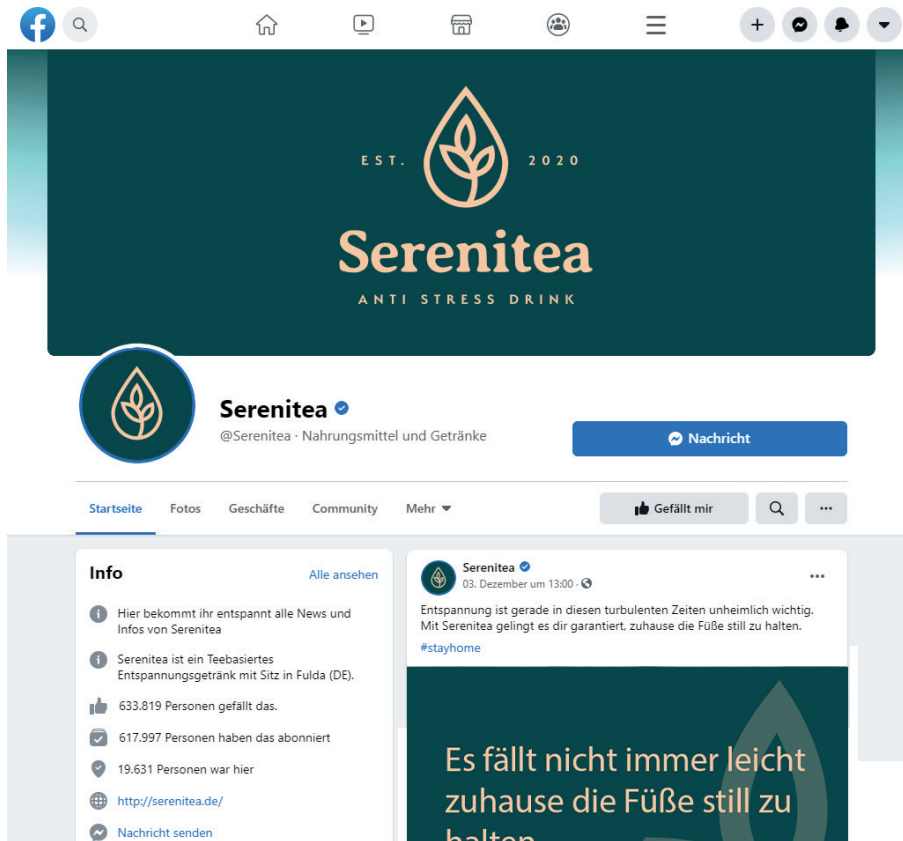 EST. 2020
Serenitea
ANTI STRESS DRINK
Serenitea
@Serenitea · Nahrungsmittel und Getränke
Nachricht
Startseite Fotos Geschäfte Community Mehr
Gefällt mir
Info
Alle ansehen
Hier bekommt ihr entspannt alle News und
Infos von Serenitea
Serenitea ist ein Teebasiertes
Entspannungsgetränk mit Sitz in Fulda (DE).
633.819 Personen gefällt das.
617.997 Personen haben das abonniert
19.631 Personen war hier
http://serenitea.de/
Nachricht senden
Serenitea
03. Dezember um 13:00 ·
Entspannung ist gerade in diesen turbulenten Zeiten unheimlich wichtig.
Mit Serenitea gelingt es dir garantiert, zuhause die Füße still zu halten.
#stayhome
Es fällt nicht immer leicht
zuhause die Füße still zu
halten